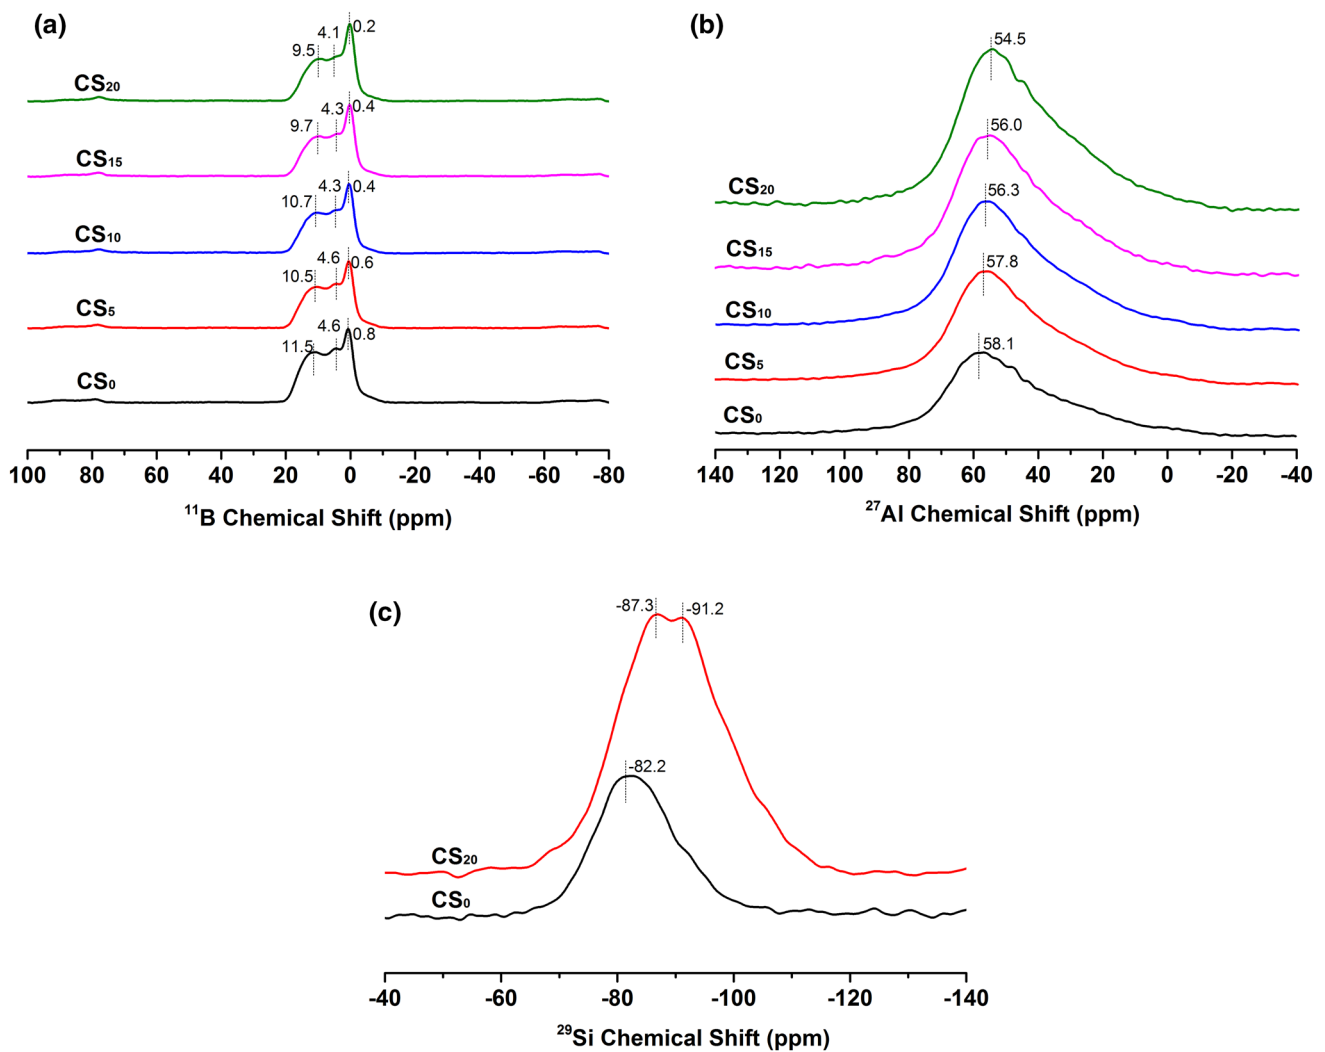 (a)
9.5 4.1 0.2
CS20
9.7 4.3 0.4
CS15
10.7 4.3 0.4
CS10
10.5 4.6 0.6
CS5
11.5 4.6 0.8
CS0
100 80 60 40 20 0 -20 -40 -60 -80
11B Chemical Shift (ppm)
(b)
54.5
CS20
56.0
CS15
56.3
CS10
57.8
CS5
58.1
CS0
140 120 100 80 60 40 20 0 -20 -40
27Al Chemical Shift (ppm)
(c)
-87.3 -91.2
CS20
-82.2
CS0
-40 -60 -80 -100 -120 -140
29Si Chemical Shift (ppm)